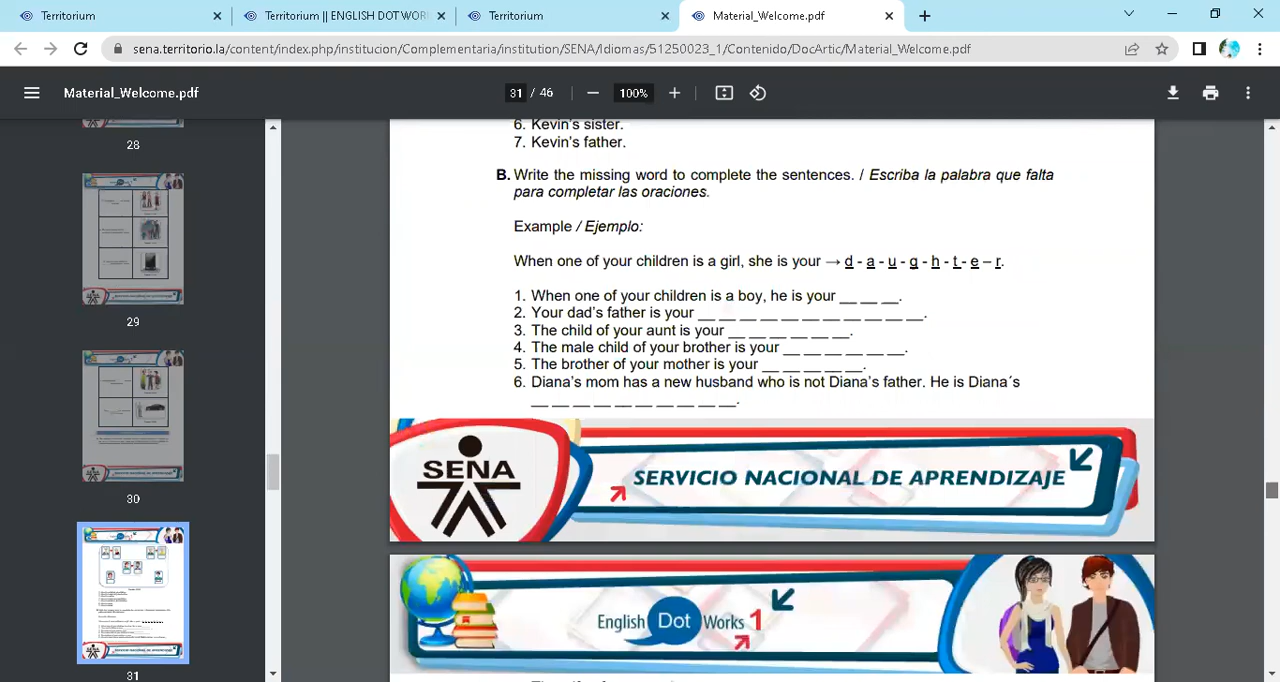 Territorium
Territorium || ENGLISH DOT WOR
Territorium
Material_Welcome.pdf
sena.territorio.la/content/index.php/institucion/Complementaria/institution/SENA/Idiomas/51250023_1/Contenido/DocArtic/Material_Welcome.pdf
Material_Welcome.pdf
31 / 46
100%
28
29
30
31
6. Kevin's sister.
7. Kevin's father.
B. Write the missing word to complete the sentences. / Escriba la palabra que falta
para completar las oraciones.
Example / Ejemplo:
When one of your children is a girl, she is your → d - a - u - g - h - t - e – r.
1. When one of your children is a boy, he is your __ __ __.
2. Your dad's father is your __ __ __ __ __ __ __ __ __ __ __.
3. The child of your aunt is your __ __ __ __ __ __.
4. The male child of your brother is your __ __ __ __ __ __.
5. The brother of your mother is your __ __ __ __ __.
6. Diana's mom has a new husband who is not Diana's father. He is Diana´s
__ __ __ __ __ __ __ __ __ __.
SENA
SERVICIO NACIONAL DE APRENDIZAJE
English Dot Works 1